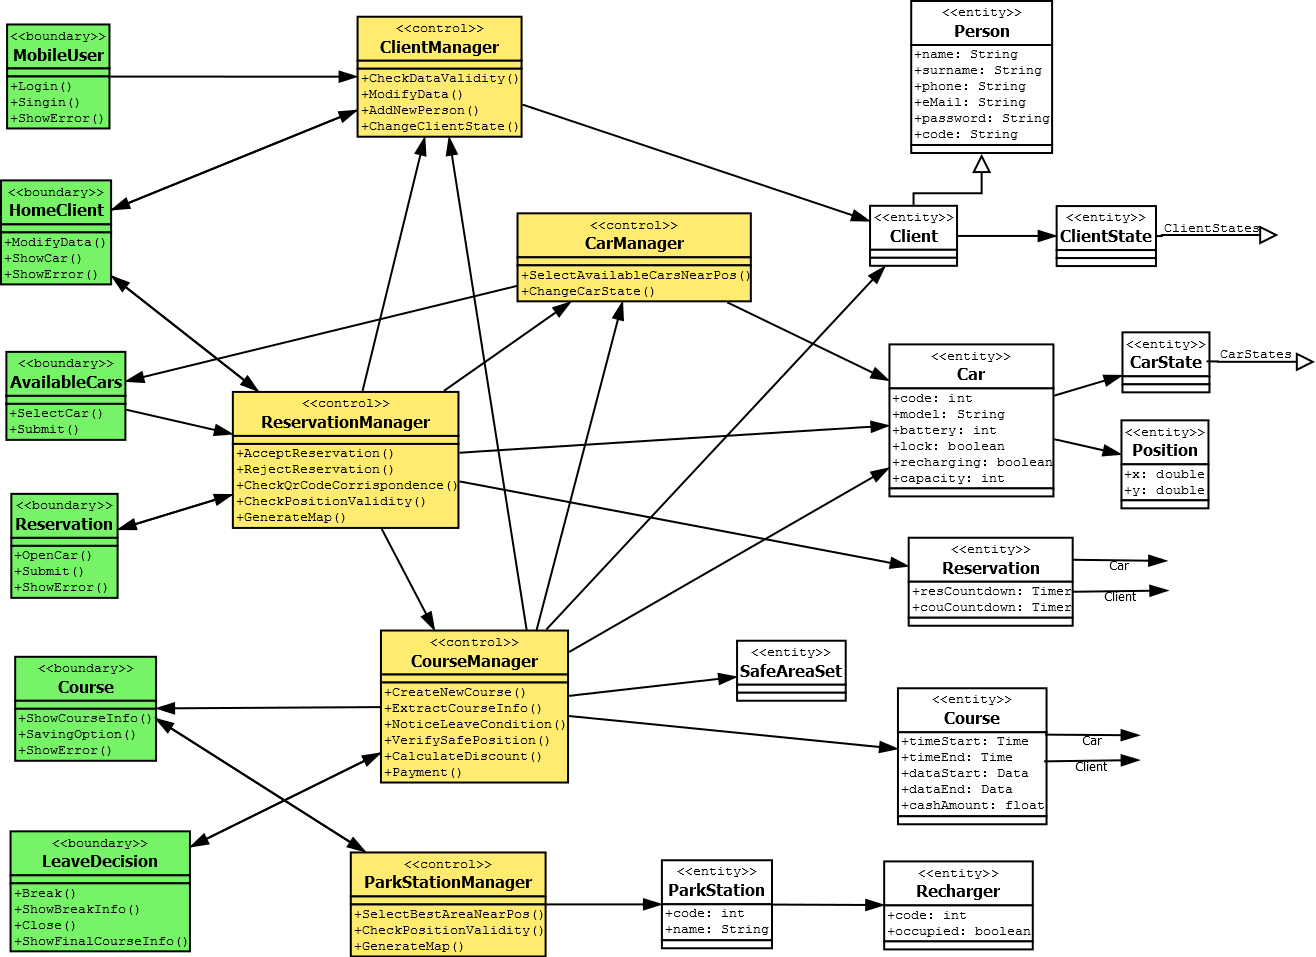 <<boundary>>
MobileUser
+Login()
+Singin()
+ShowError()
<<control>>
ClientManager
+CheckDataValidity()
+ModifyData()
+AddNewPerson()
+ChangeClientState()
<<entity>>
Person
+name: String
+surname: String
+phone: String
+eMail: String
+password: String
+code: String
<<boundary>>
HomeClient
+ModifyData()
+ShowCar()
+ShowError()
<<control>>
CarManager
+SelectAvailableCarsNearPos()
+ChangeCarState()
<<entity>>
Client
<<entity>>
ClientState
ClientStates
<<boundary>>
AvailableCars
+SelectCar()
+Submit()
<<control>>
ReservationManager
+AcceptReservation()
+RejectReservation()
+CheckQrCodeCorrispondence()
+CheckPositionValidity()
+GenerateMap()
<<entity>>
Car
+code: int
+model: String
+battery: int
+lock: boolean
+recharging: boolean
+capacity: int
<<entity>>
CarState
CarStates
<<entity>>
Position
+x: double
+y: double
<<boundary>>
Reservation
+OpenCar()
+Submit()
+ShowError()
<<entity>>
Reservation
+resCountdown: Timer
+couCountdown: Timer
Car
Client
<<boundary>>
Course
+ShowCourseInfo()
+SavingOption()
+ShowError()
<<control>>
CourseManager
+CreateNewCourse()
+ExtractCourseInfo()
+NoticeLeaveCondition()
+VerifySafePosition()
+CalculateDiscount()
+Payment()
<<entity>>
SafeAreaSet
<<entity>>
Course
+timeStart: Time
+timeEnd: Time
+dataStart: Data
+dataEnd: Data
+cashAmount: float
Car
Client
<<boundary>>
LeaveDecision
+Break()
+ShowBreakInfo()
+Close()
+ShowFinalCourseInfo()
<<control>>
ParkStationManager
+SelectBestAreaNearPos()
+CheckPositionValidity()
+GenerateMap()
<<entity>>
ParkStation
+code: int
+name: String
<<entity>>
Recharger
+code: int
+occupied: boolean